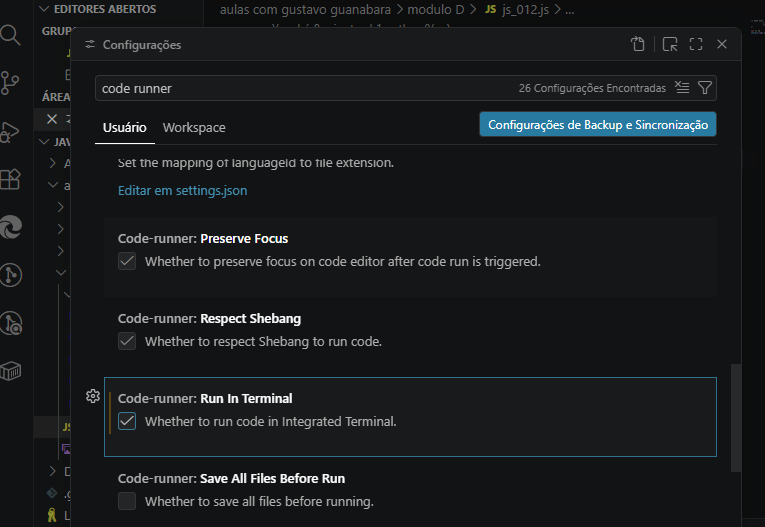 EDITORES ABERTOS
aulas com gustavo guanabara > modulo D > JS js_012.js > ...
GRUP
Configurações
ÁREA
code runner
26 Configurações Encontradas
Usuário
Workspace
Configurações de Backup e Sincronização
JAV
Set the mapping of languageId to file extension.
Editar em settings.json
Code-runner: Preserve Focus
Whether to preserve focus on code editor after code run is triggered.
Code-runner: Respect Shebang
Whether to respect Shebang to run code.
Code-runner: Run In Terminal
Whether to run code in Integrated Terminal.
JS
Code-runner: Save All Files Before Run
Whether to save all files before running.